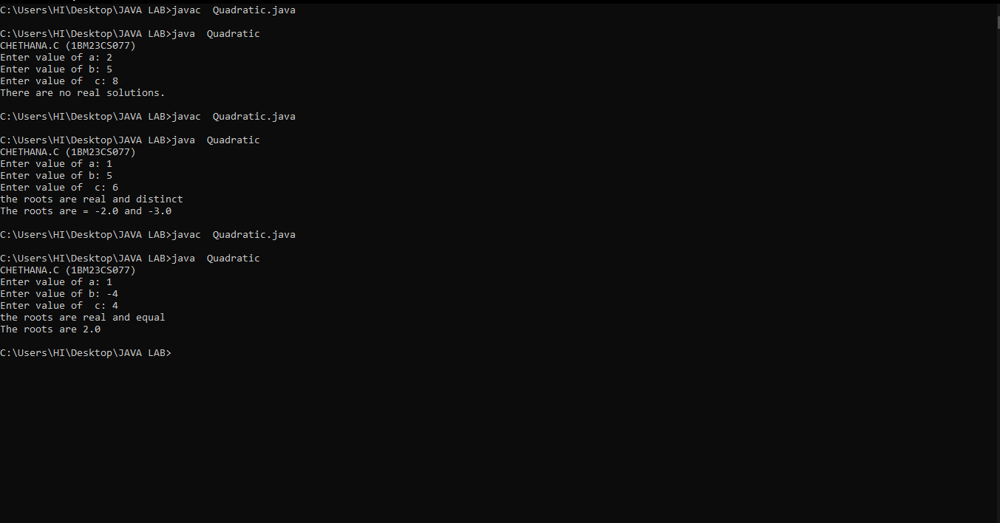 C:\Users\HI\Desktop\JAVA LAB>javac  Quadratic.java
C:\Users\HI\Desktop\JAVA LAB>java  Quadratic
CHETHANA.C (1BM23CS077)
Enter value of a: 2
Enter value of b: 5
Enter value of  c: 8
There are no real solutions.
C:\Users\HI\Desktop\JAVA LAB>javac  Quadratic.java
C:\Users\HI\Desktop\JAVA LAB>java  Quadratic
CHETHANA.C (1BM23CS077)
Enter value of a: 1
Enter value of b: 5
Enter value of  c: 6
the roots are real and distinct
The roots are = -2.0 and -3.0
C:\Users\HI\Desktop\JAVA LAB>javac  Quadratic.java
C:\Users\HI\Desktop\JAVA LAB>java  Quadratic
CHETHANA.C (1BM23CS077)
Enter value of a: 1
Enter value of b: -4
Enter value of  c: 4
the roots are real and equal
The roots are 2.0
C:\Users\HI\Desktop\JAVA LAB>